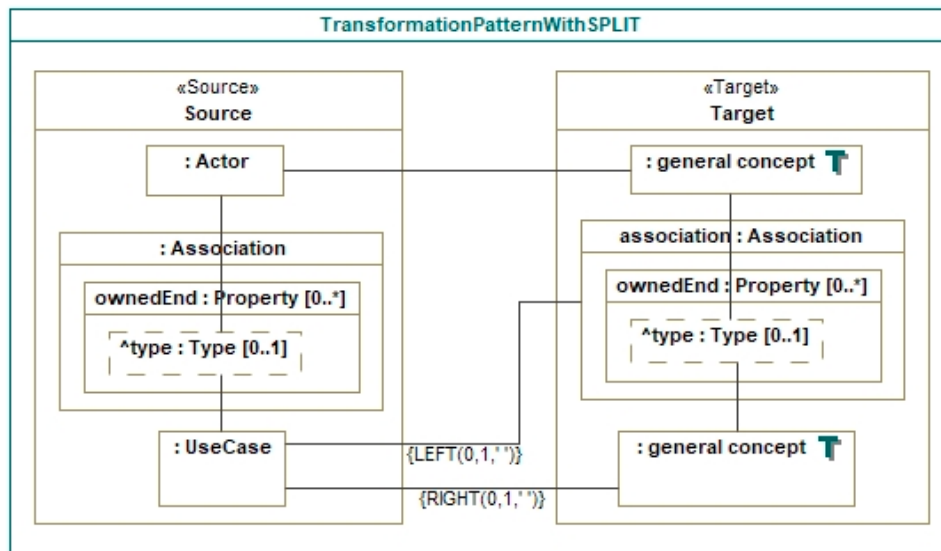 TransformationPatternWithSPLIT
«Source»
Source
: Actor
: Association
ownedEnd : Property [0..*]
^type : Type [0..1]
: UseCase
«Target»
Target
: general concept
association : Association
ownedEnd : Property [0..*]
^type : Type [0..1]
: general concept
{LEFT(0,1,' ')}
{RIGHT(0,1,' ')}